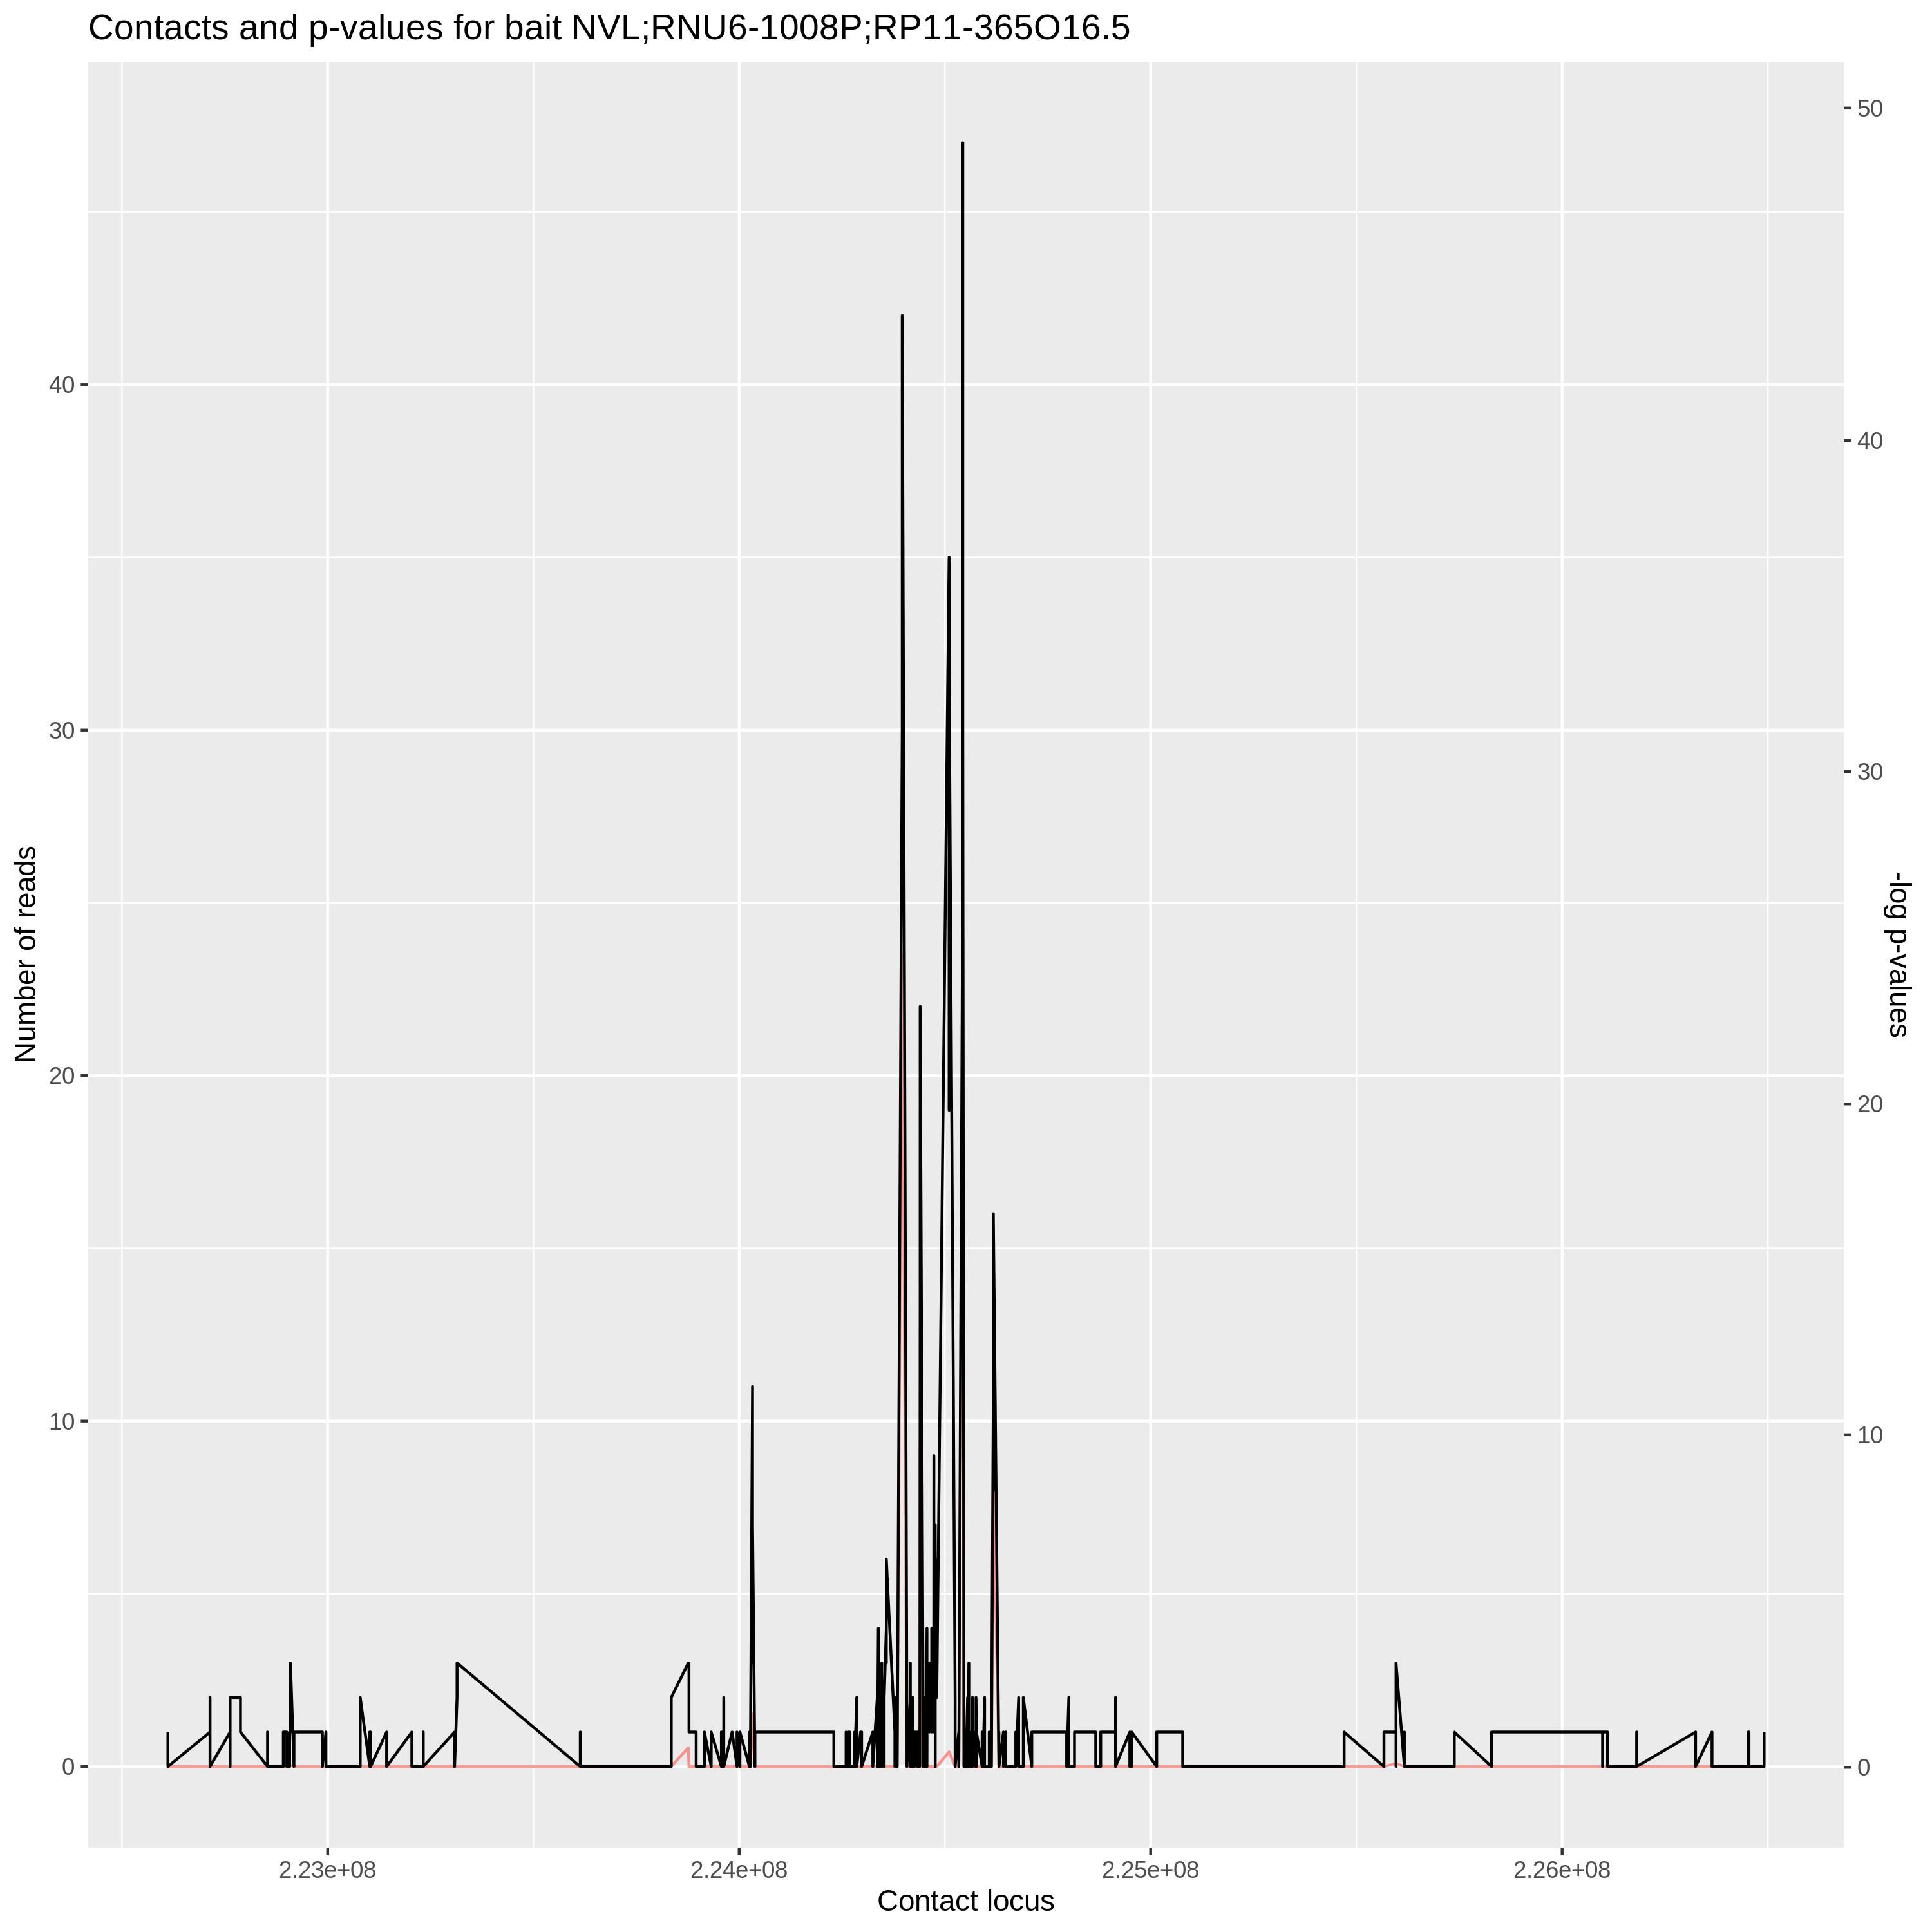 Contacts and p-values for bait NVL;RNU6-1008P;RP11-365O16.5
50
40
40
30
30
20
20
10
10
0
0
Number of reads
-log p-values
2.23e+08
2.24e+08
2.25e+08
2.26e+08
Contact locus